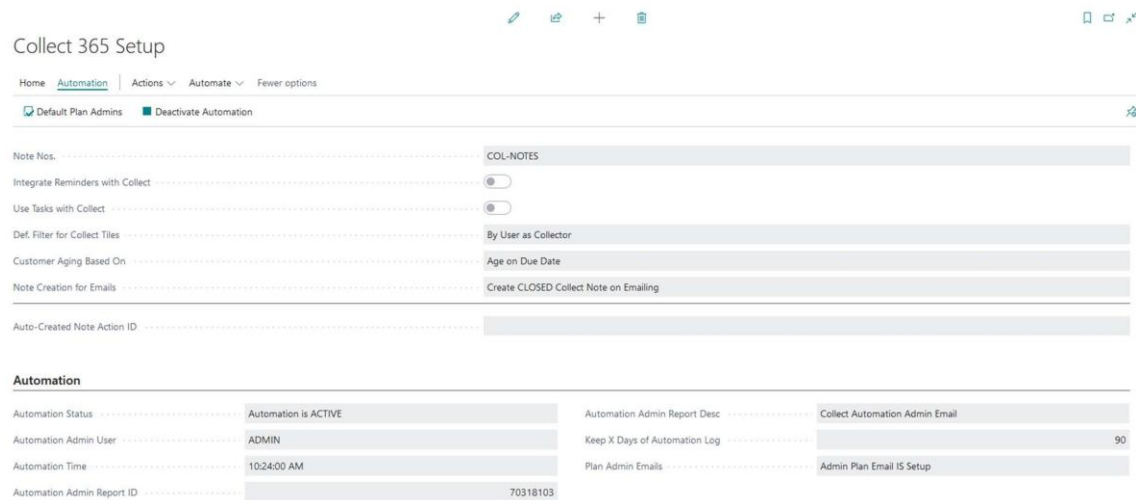 Collect 365 Setup
Home Automation Actions Automate Fewer options
Default Plan Admins Deactivate Automation
Note Nos. COL-NOTES
Integrate Reminders with Collect
Use Tasks with Collect
Def. Filter for Collect Tiles By User as Collector
Customer Aging Based On Age on Due Date
Note Creation for Emails Create CLOSED Collect Note on Emailing
Auto-Created Note Action ID
Automation
Automation Status Automation is ACTIVE Automation Admin Report Desc Collect Automation Admin Email
Automation Admin User ADMIN Keep X Days of Automation Log 90
Automation Time 10:24:00 AM Plan Admin Emails Admin Plan Email IS Setup
Automation Admin Report ID 70318103